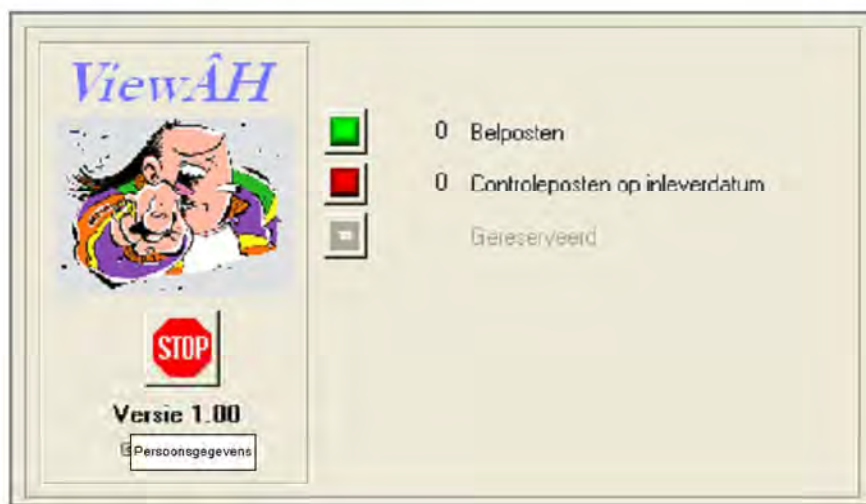 ViewÂH
0 Belposten
0 Controleposten op inleverdatum
Gereserveerd
STOP
Versie 1.00
Persoonsgegevens